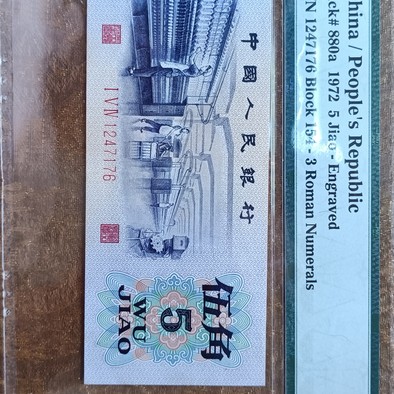 China / People's Republic
ck# 880a 1972 5 Jiao - Engraved
N 1247176 Block 154 - 3 Roman Numerals
中國人民銀行
I V IV 1247176
伍角
5
WU
JIAO